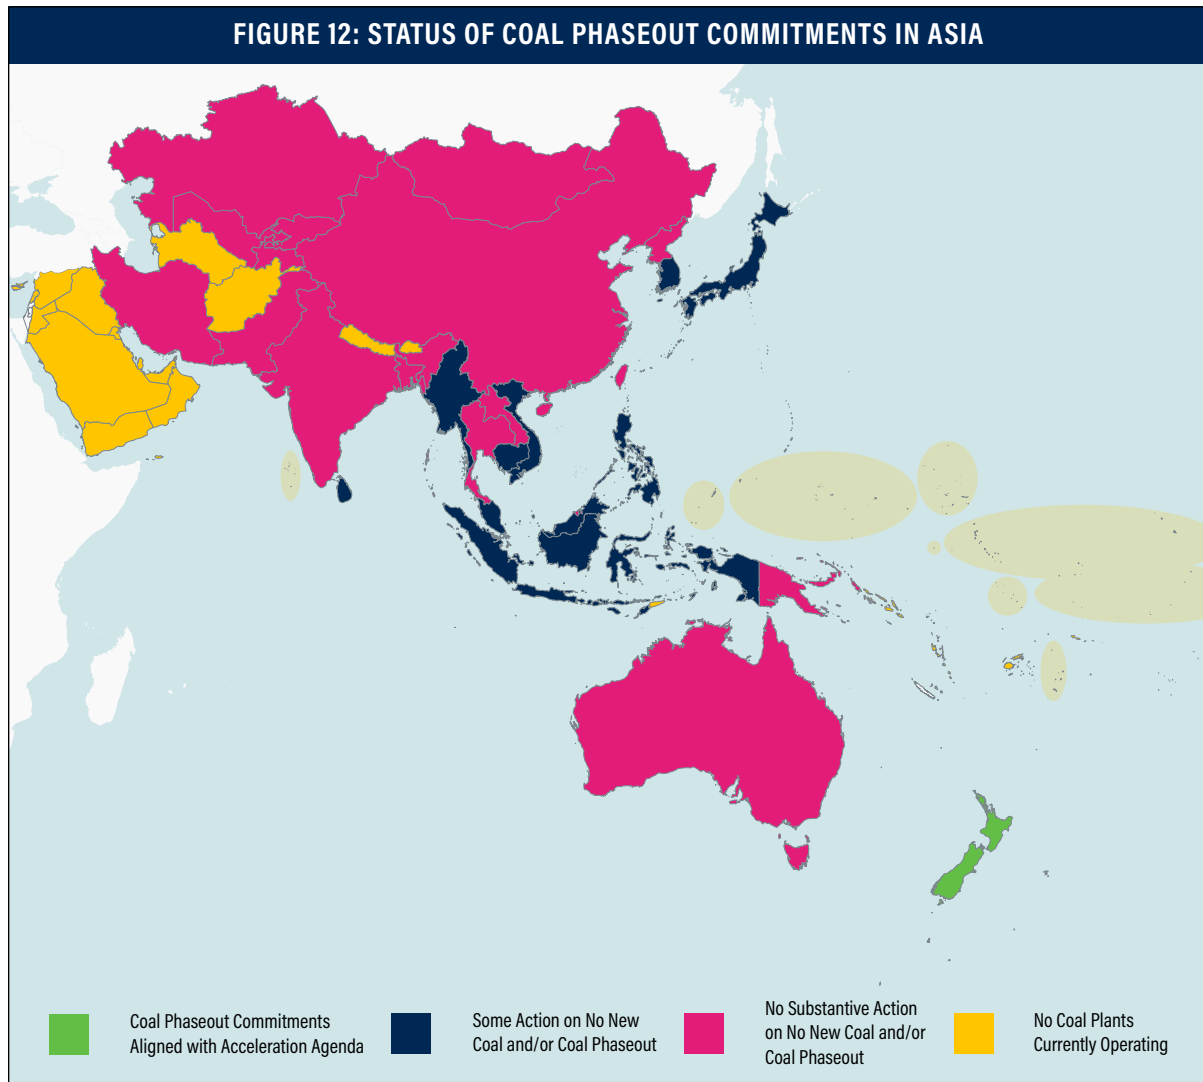 FIGURE 12: STATUS OF COAL PHASEOUT COMMITMENTS IN ASIA
Coal Phaseout Commitments
Aligned with Acceleration Agenda
Some Action on No New
Coal and/or Coal Phaseout
No Substantive Action
on No New Coal and/or
Coal Phaseout
No Coal Plants
Currently Operating